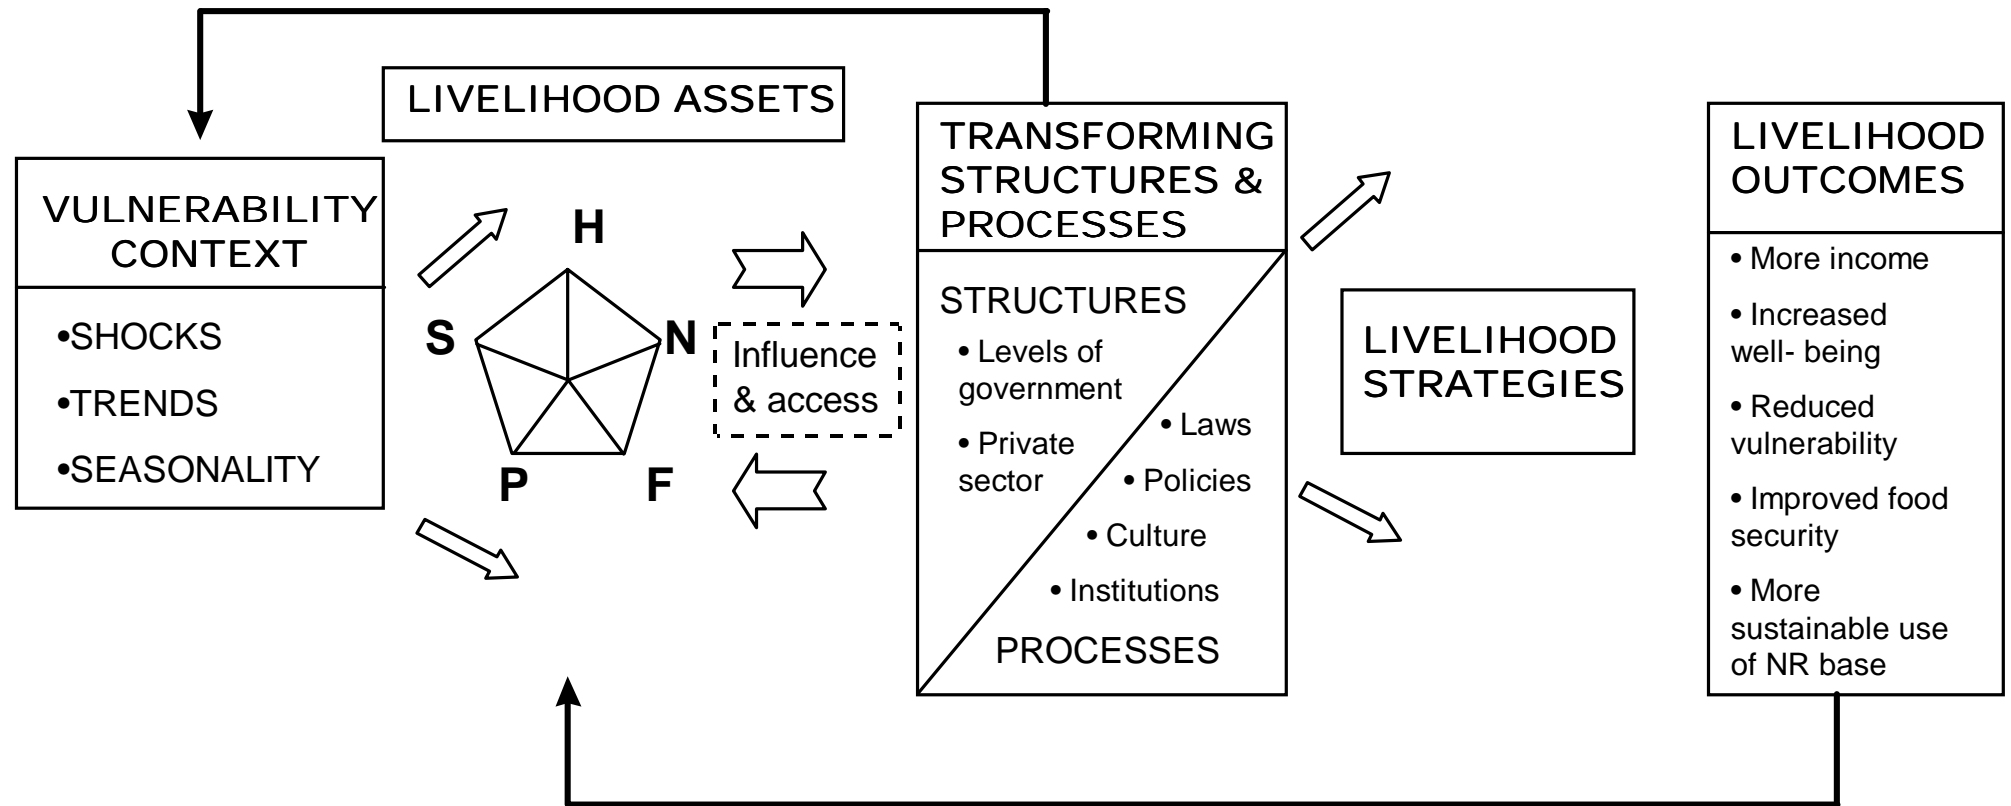 LIVELIHOOD ASSETS
VULNERABILITY
CONTEXT
•SHOCKS
•TRENDS
•SEASONALITY
H
S
N
P
F
Influence
& access
TRANSFORMING
STRUCTURES &
PROCESSES
STRUCTURES
• Levels of
government
• Private
sector
• Laws
• Policies
• Culture
• Institutions
PROCESSES
LIVELIHOOD
STRATEGIES
LIVELIHOOD
OUTCOMES
• More income
• Increased
well- being
• Reduced
vulnerability
• Improved food
security
• More
sustainable use
of NR base